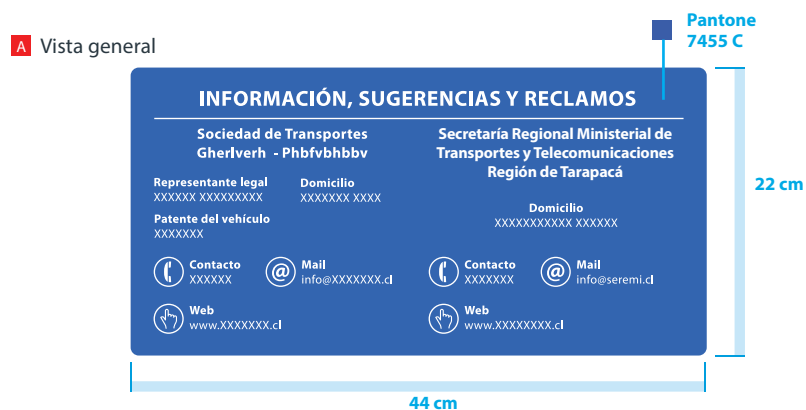 A Vista general
Pantone
7455 C
INFORMACIÓN, SUGERENCIAS Y RECLAMOS
Sociedad de Transportes
Gherlverh - Phbfvbhbbv
Representante legal
XXXXXX XXXXXXXXX
Domicilio
XXXXXXX XXXX
Patente del vehículo
XXXXXXX
Contacto
XXXXXX
@ Mail
info@XXXXXXX.cl
Web
www.XXXXXXX.cl
Secretaría Regional Ministerial de
Transportes y Telecomunicaciones
Región de Tarapacá
Domicilio
XXXXXXXXXXX XXXXXX
Contacto
XXXXXXX
@ Mail
info@seremi.cl
Web
www.XXXXXXXX.cl
22 cm
44 cm